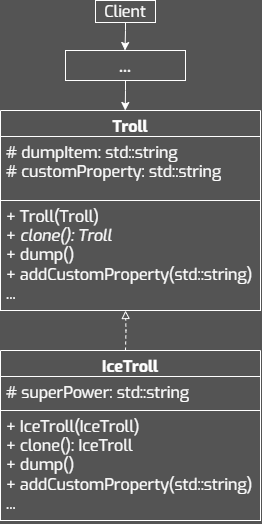 Client
...
Troll
# dumpItem: std::string
# customProperty: std::string
+ Troll(Troll)
+ clone(): Troll
+ dump()
+ addCustomProperty(std::string)
...
IceTroll
# superPower: std::string
+ IceTroll(IceTroll)
+ clone(): IceTroll
+ dump()
+ addCustomProperty(std::string)
...